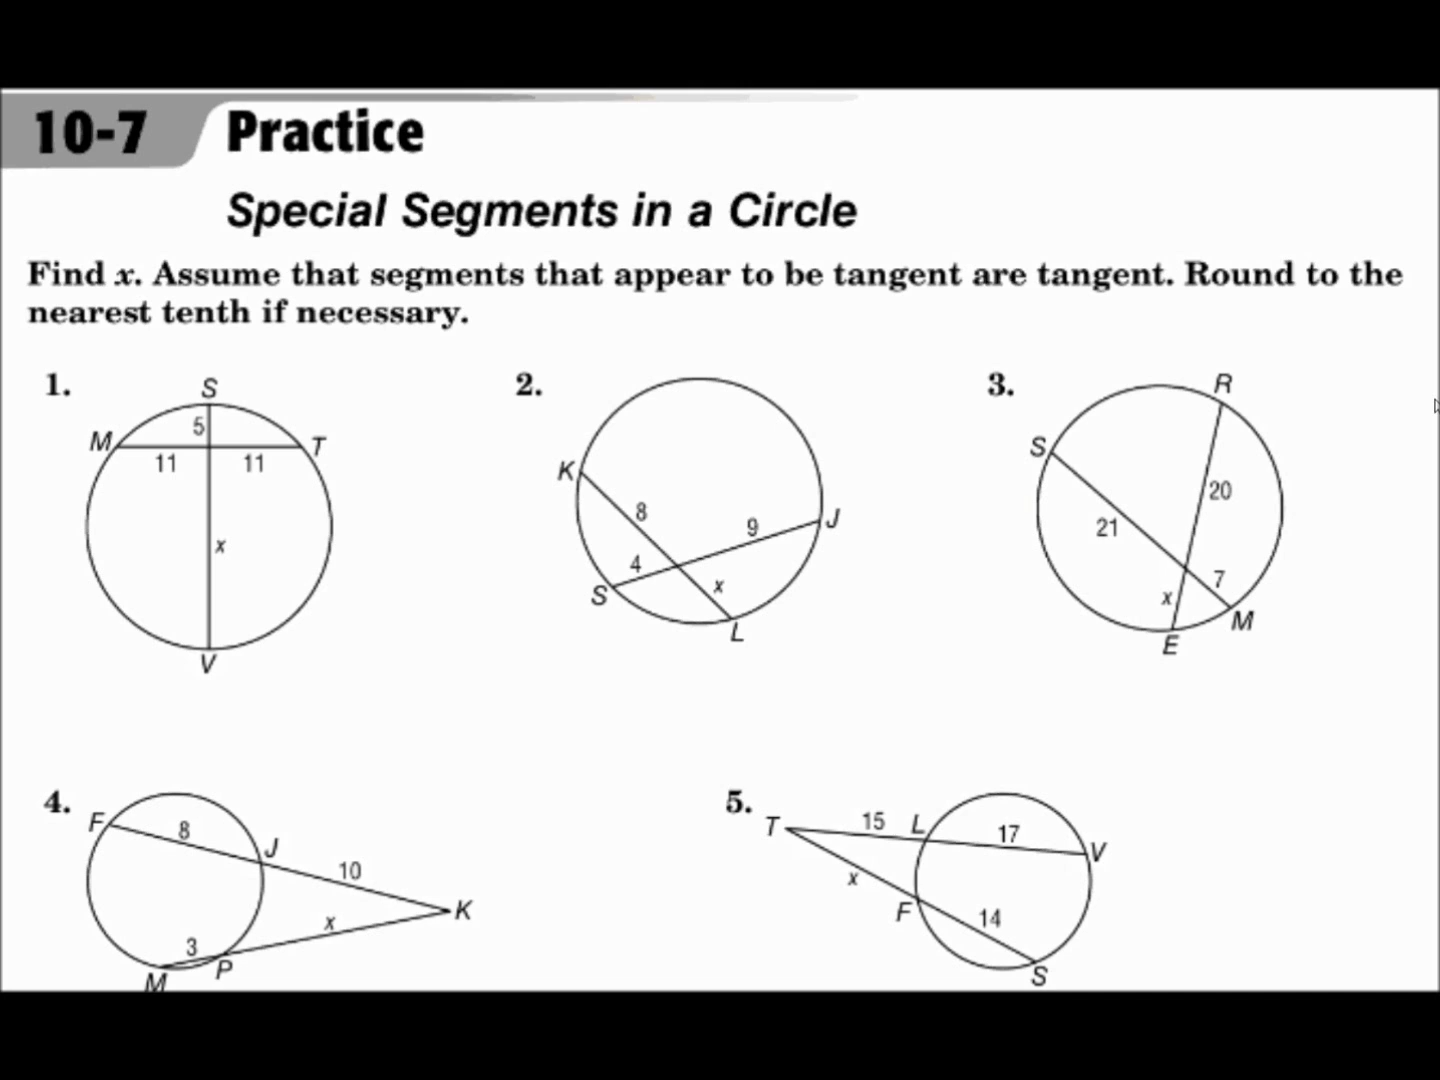 10-7 Practice
Special Segments in a Circle
Find x. Assume that segments that appear to be tangent are tangent. Round to the
nearest tenth if necessary.
1.
S
5
M
T
11
11
x
V
2.
K
8
9
J
4
x
S
L
3.
R
S
20
21
7
x
M
E
4.
F
8
J
10
K
x
3
P
M
5.
T
15
L
17
V
x
F
14
S